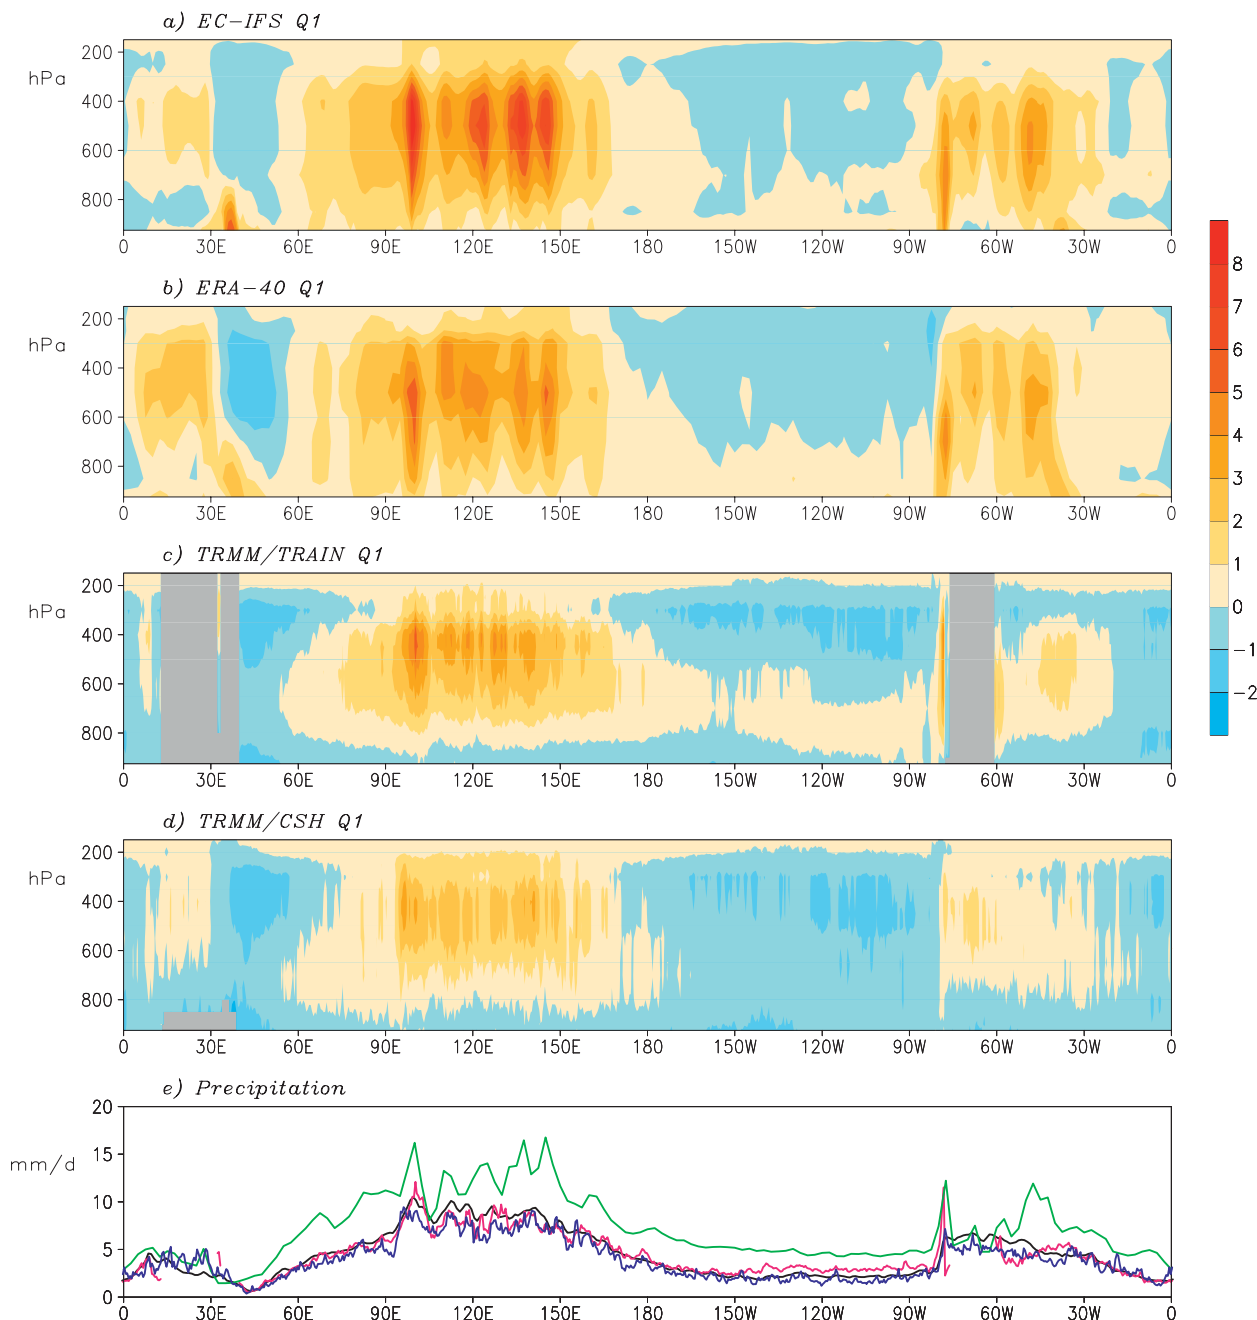 a) EC-IFS Q1
200
hPa
400
600
800
0 30E 60E 90E 120E 150E 180 150W 120W 90W 60W 30W 0
b) ERA-40 Q1
200
hPa
400
600
800
0 30E 60E 90E 120E 150E 180 150W 120W 90W 60W 30W 0
c) TRMM/TRAIN Q1
200
hPa
400
600
800
0 30E 60E 90E 120E 150E 180 150W 120W 90W 60W 30W 0
d) TRMM/CSH Q1
200
hPa
400
600
800
0 30E 60E 90E 120E 150E 180 150W 120W 90W 60W 30W 0
e) Precipitation
20
15
mm/d
10
5
0
0 30E 60E 90E 120E 150E 180 150W 120W 90W 60W 30W 0
8
7
6
5
4
3
2
1
0
-1
-2